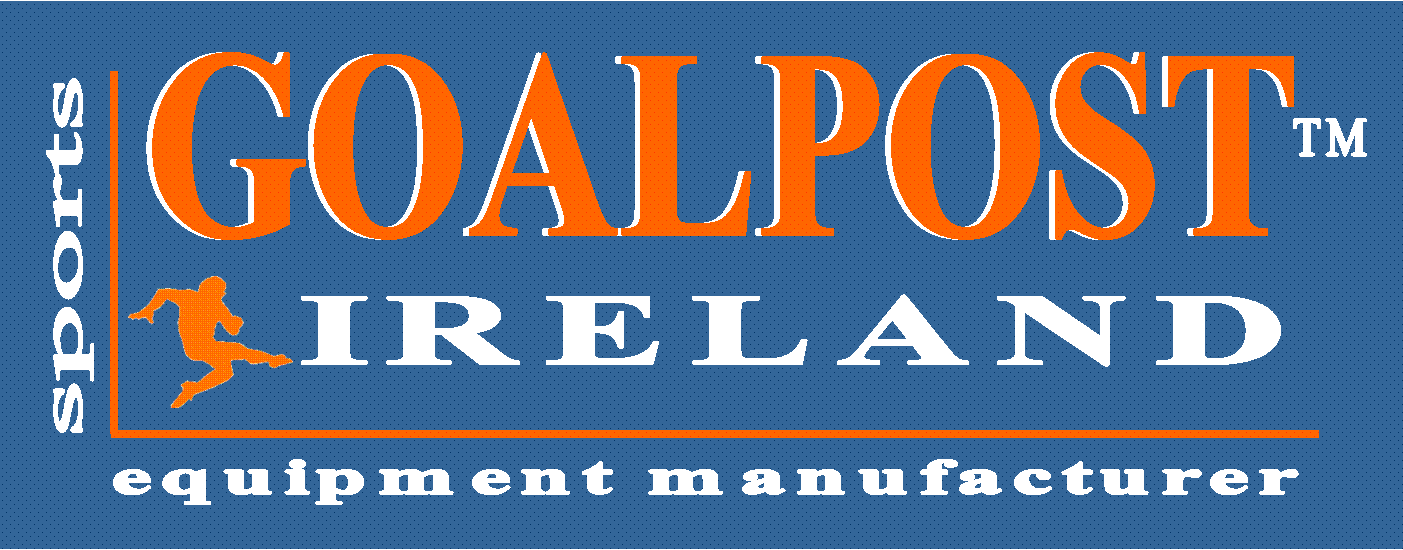 GOALPOST™
IRELAND
sports
equipment manufacturer